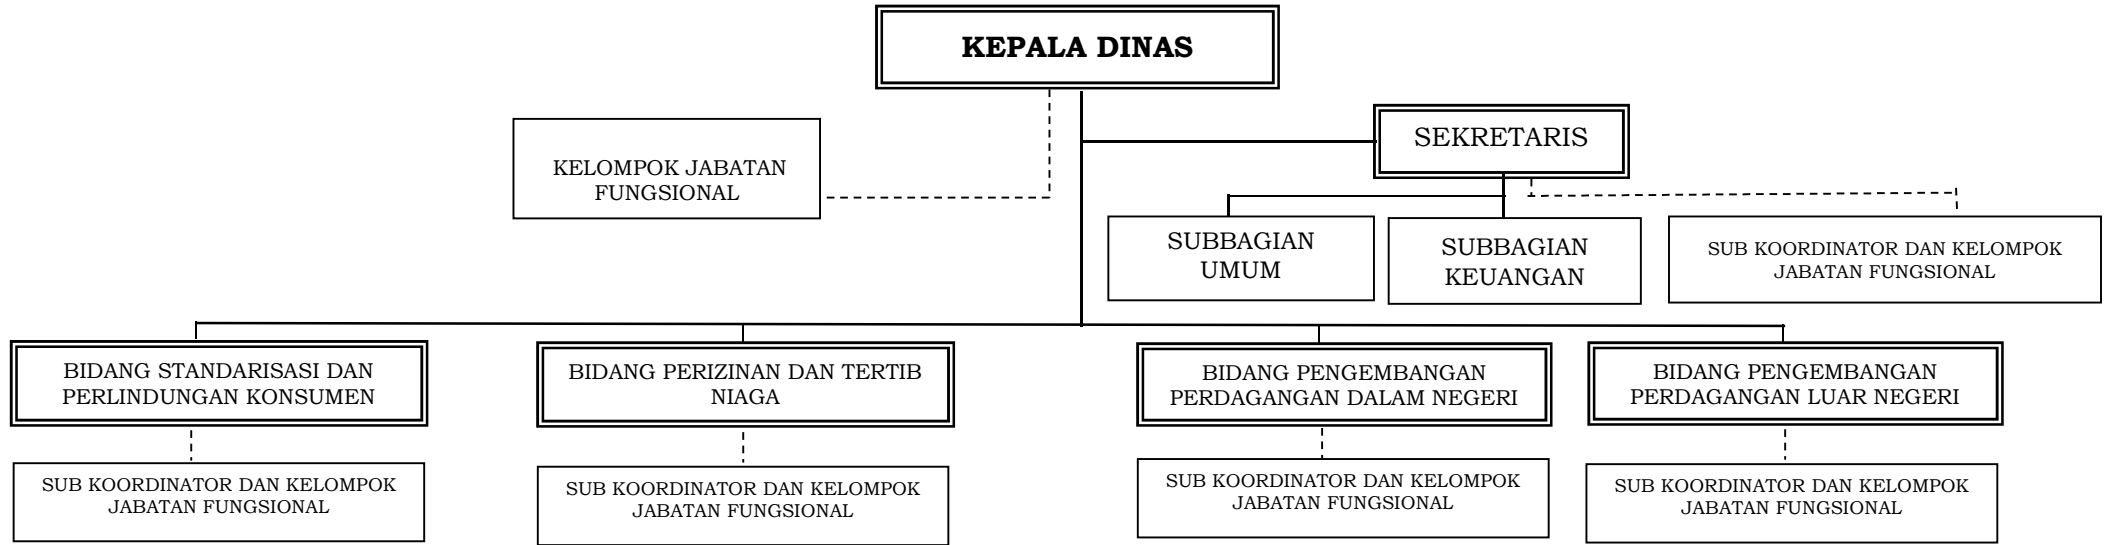 KEPALA DINAS
SEKRETARIS
KELOMPOK JABATAN
FUNGSIONAL
SUBBAGIAN
UMUM
SUBBAGIAN
KEUANGAN
SUB KOORDINATOR DAN KELOMPOK
JABATAN FUNGSIONAL
BIDANG STANDARISASI DAN
PERLINDUNGAN KONSUMEN
BIDANG PERIZINAN DAN TERTIB
NIAGA
BIDANG PENGEMBANGAN
PERDAGANGAN DALAM NEGERI
BIDANG PENGEMBANGAN
PERDAGANGAN LUAR NEGERI
SUB KOORDINATOR DAN KELOMPOK
JABATAN FUNGSIONAL
SUB KOORDINATOR DAN KELOMPOK
JABATAN FUNGSIONAL
SUB KOORDINATOR DAN KELOMPOK
JABATAN FUNGSIONAL
SUB KOORDINATOR DAN KELOMPOK
JABATAN FUNGSIONAL